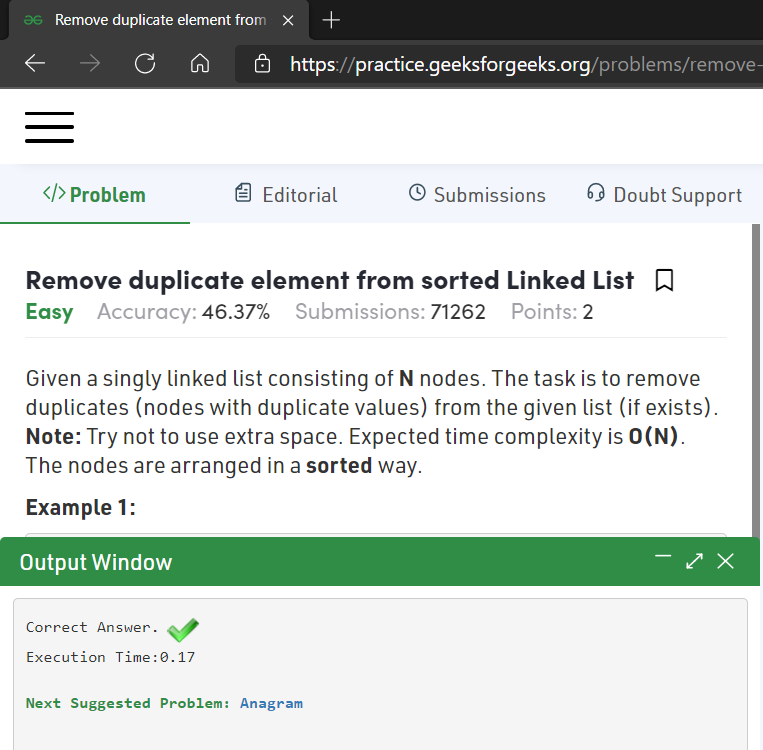 Remove duplicate element from
https://practice.geeksforgeeks.org/problems/remove-
</> Problem
Editorial
Submissions
Doubt Support
Remove duplicate element from sorted Linked List
Easy Accuracy: 46.37% Submissions: 71262 Points: 2
Given a singly linked list consisting of N nodes. The task is to remove
duplicates (nodes with duplicate values) from the given list (if exists).
Note: Try not to use extra space. Expected time complexity is O(N).
The nodes are arranged in a sorted way.
Example 1:
Output Window
Correct Answer.
Execution Time:0.17
Next Suggested Problem: Anagram